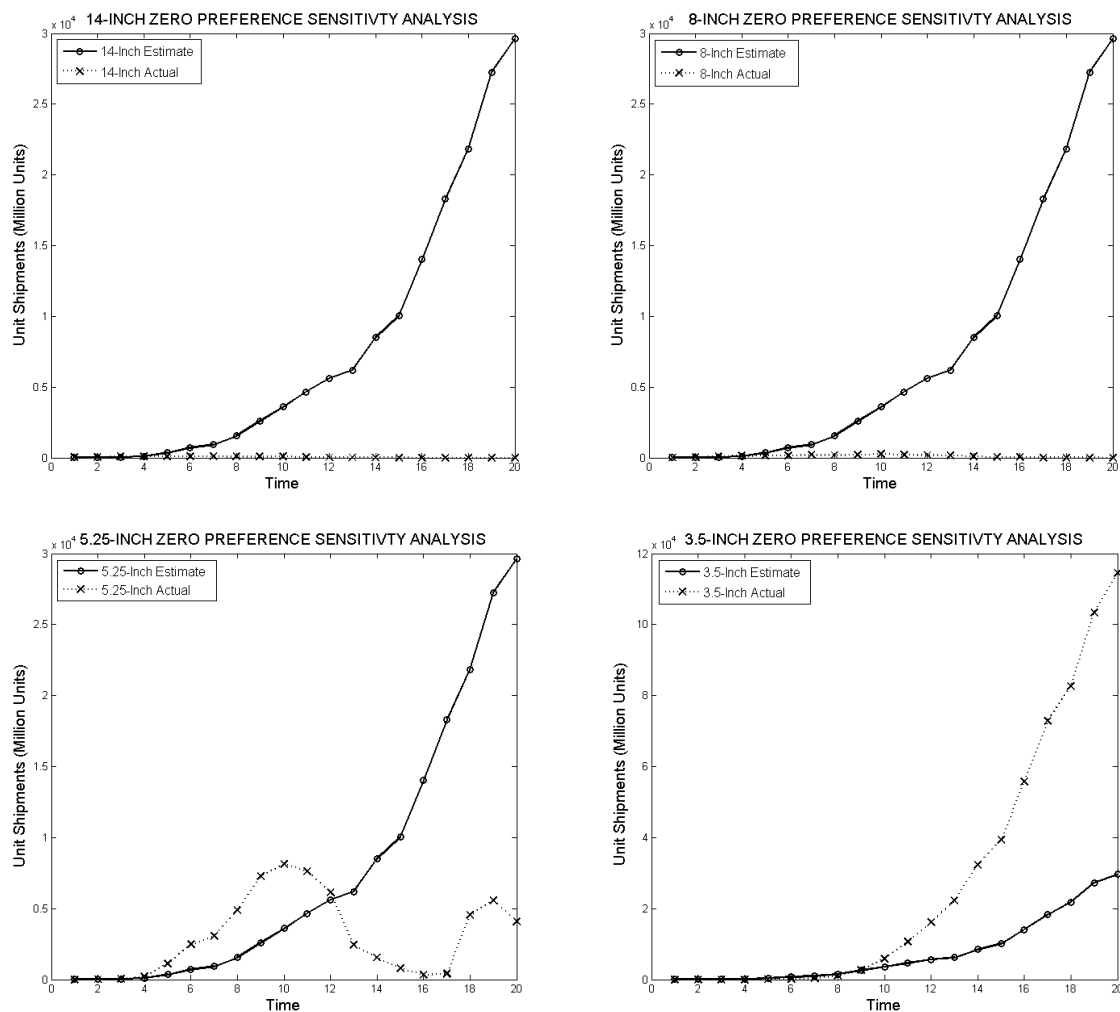 14-INCH ZERO PREFERENCE SENSITIVTY ANALYSIS
x 10^4
3
2.5
2
1.5
1
0.5
0
14-Inch Estimate
14-Inch Actual
Unit Shipments (Million Units)
0 2 4 6 8 10 12 14 16 18 20
Time
8-INCH ZERO PREFERENCE SENSITIVTY ANALYSIS
x 10^4
3
2.5
2
1.5
1
0.5
0
8-Inch Estimate
8-Inch Actual
Unit Shipments (Million Units)
0 2 4 6 8 10 12 14 16 18 20
Time
5.25-INCH ZERO PREFERENCE SENSITIVTY ANALYSIS
x 10^4
3
2.5
2
1.5
1
0.5
0
5.25-Inch Estimate
5.25-Inch Actual
Unit Shipments (Million Units)
0 2 4 6 8 10 12 14 16 18 20
Time
3.5-INCH ZERO PREFERENCE SENSITIVTY ANALYSIS
x 10^4
12
10
8
6
4
2
0
3.5-Inch Estimate
3.5-Inch Actual
Unit Shipments (Million Units)
0 2 4 6 8 10 12 14 16 18 20
Time